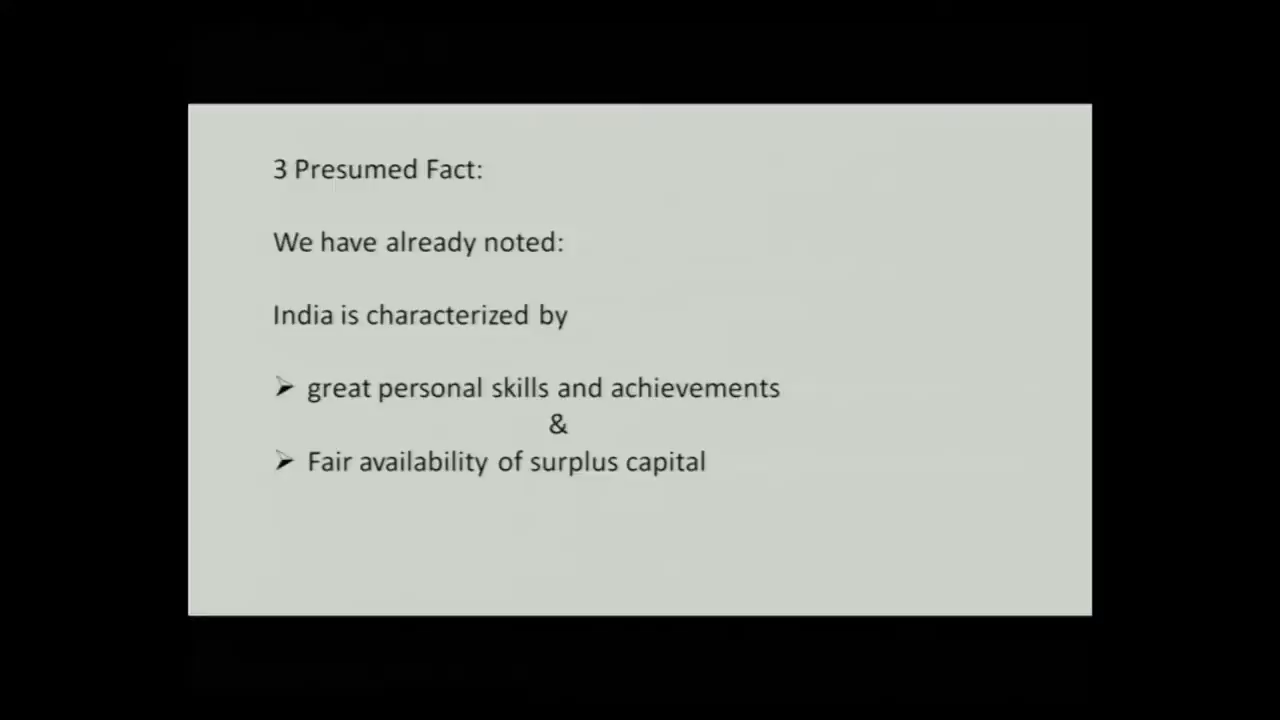 3 Presumed Fact:
We have already noted:
India is characterized by
➢ great personal skills and achievements
&
➢ Fair availability of surplus capital